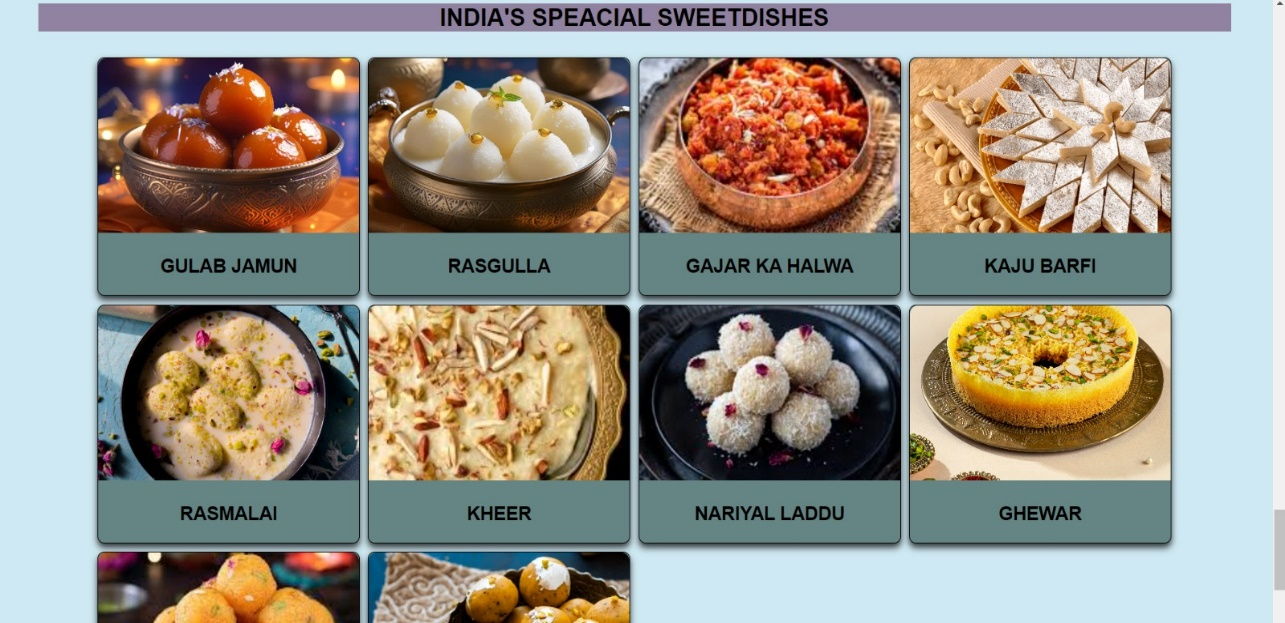 INDIA'S SPEACIAL SWEETDISHES
GULAB JAMUN
RASGULLA
GAJAR KA HALWA
KAJU BARFI
RASMALAI
KHEER
NARIYAL LADDU
GHEWAR